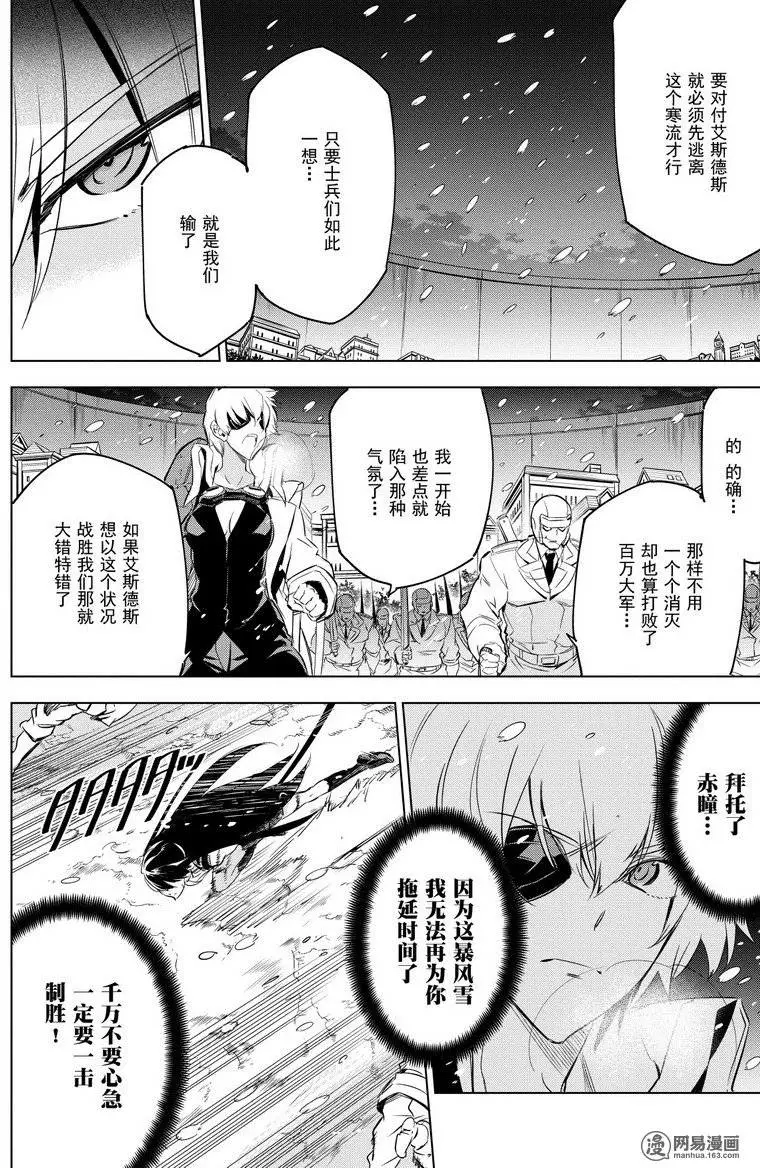 要对付艾斯德斯
就必须先逃离
这个寒流才行
只要士兵们如此
一想…
就是我们
输了
的 的确…
那样不用
一个个消灭
却也算打败了
百万大军…
我一开始
也差点就
陷入那种
气氛了…
如果艾斯德斯
想以这个状况
战胜我们那就
大错特错了
拜托了
赤瞳…
因为这暴风雪
我无法再为你
拖延时间了
ダダダダッ
千万不要心急
一定要一击
制胜！
网易漫画
manhua.163.com